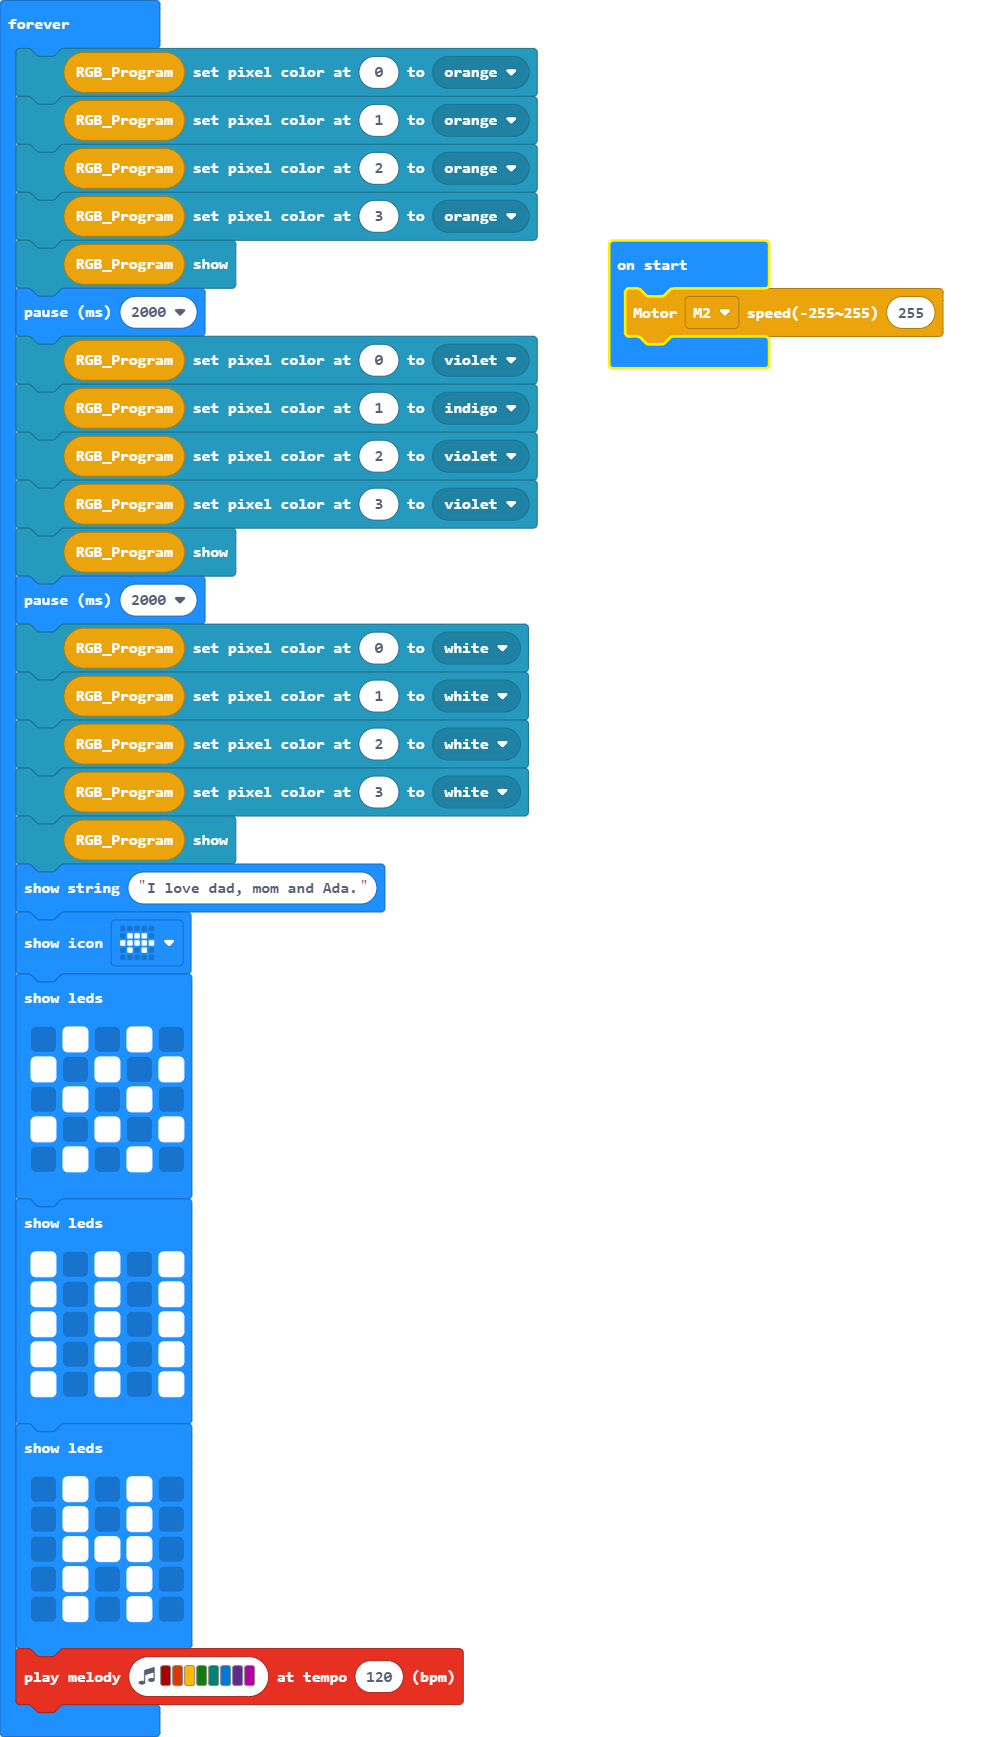 forever
RGB_Program set pixel color at 0 to orange
RGB_Program set pixel color at 1 to orange
RGB_Program set pixel color at 2 to orange
RGB_Program set pixel color at 3 to orange
RGB_Program show
pause (ms) 2000
RGB_Program set pixel color at 0 to violet
RGB_Program set pixel color at 1 to indigo
RGB_Program set pixel color at 2 to violet
RGB_Program set pixel color at 3 to violet
RGB_Program show
pause (ms) 2000
RGB_Program set pixel color at 0 to white
RGB_Program set pixel color at 1 to white
RGB_Program set pixel color at 2 to white
RGB_Program set pixel color at 3 to white
RGB_Program show
show string "I love dad, mom and Ada."
show icon
show leds
show leds
show leds
play melody at tempo 120 (bpm)
on start
Motor M2 speed(-255~255) 255